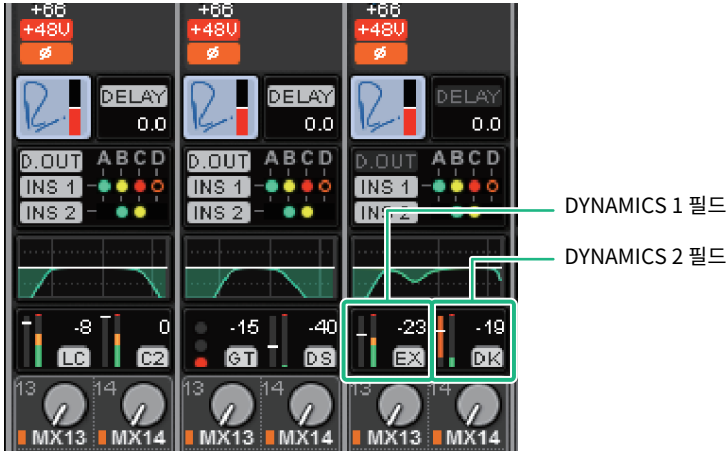 +66 +66 +66
+48V +48V +48V
ø ø ø
DELAY DELAY DELAY
0.0 0.0 0.0
D.OUT A B C D D.OUT A B C D D.OUT A B C D
INS 1 INS 1 INS 1
INS 2 INS 2 INS 2
DYNAMICS 1 필드
DYNAMICS 2 필드
-8 0 -15 -40 -23 -19
LC C2 GT DS EX DK
13 14 13 14 13 14
MX13 MX14 MX13 MX14 MX13 MX14